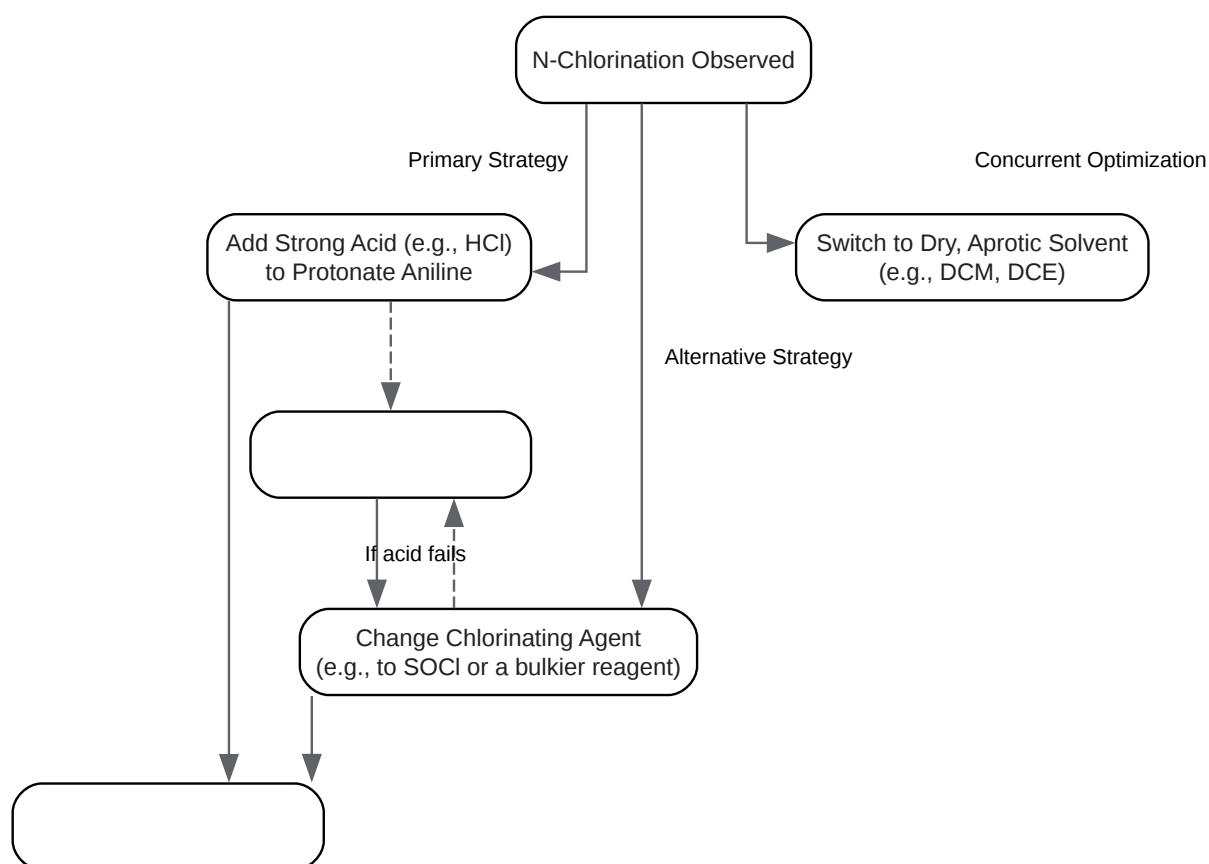 N-Chlorination Observed
Primary Strategy
Concurrent Optimization
Add Strong Acid (e.g., HCl)
to Protonate Aniline
Switch to Dry, Aprotic Solvent
(e.g., DCM, DCE)
Alternative Strategy
If acid fails
Change Chlorinating Agent
(e.g., to SOCl or a bulkier reagent)